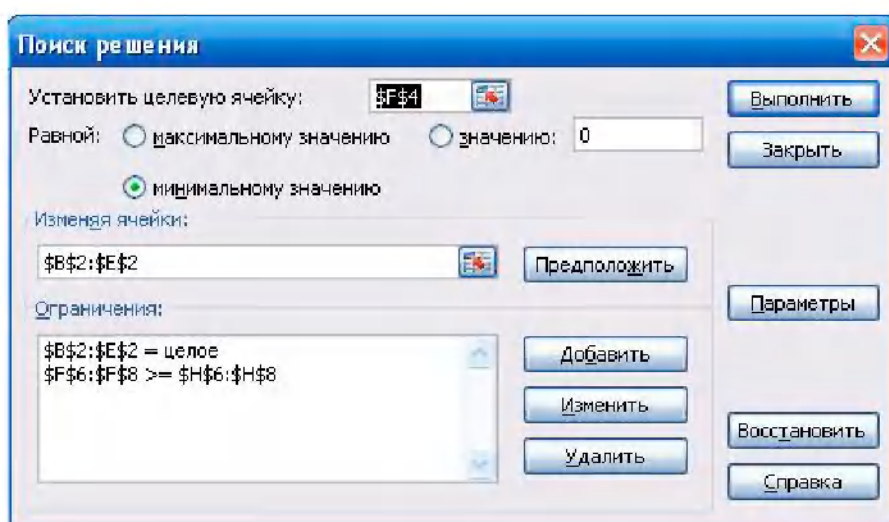 Поиск решения
Установить целевую ячейку: $F$4
Выполнить
Равной: максимальному значению значению: 0
Закрыть
минимальному значению
Изменяя ячейки:
$B$2:$E$2 Предположить
Ограничения:
Параметры
$B$2:$E$2 = целое
$F$6:$F$8 >= $H$6:$H$8
Добавить
Изменить
Удалить
Восстановить
Справка